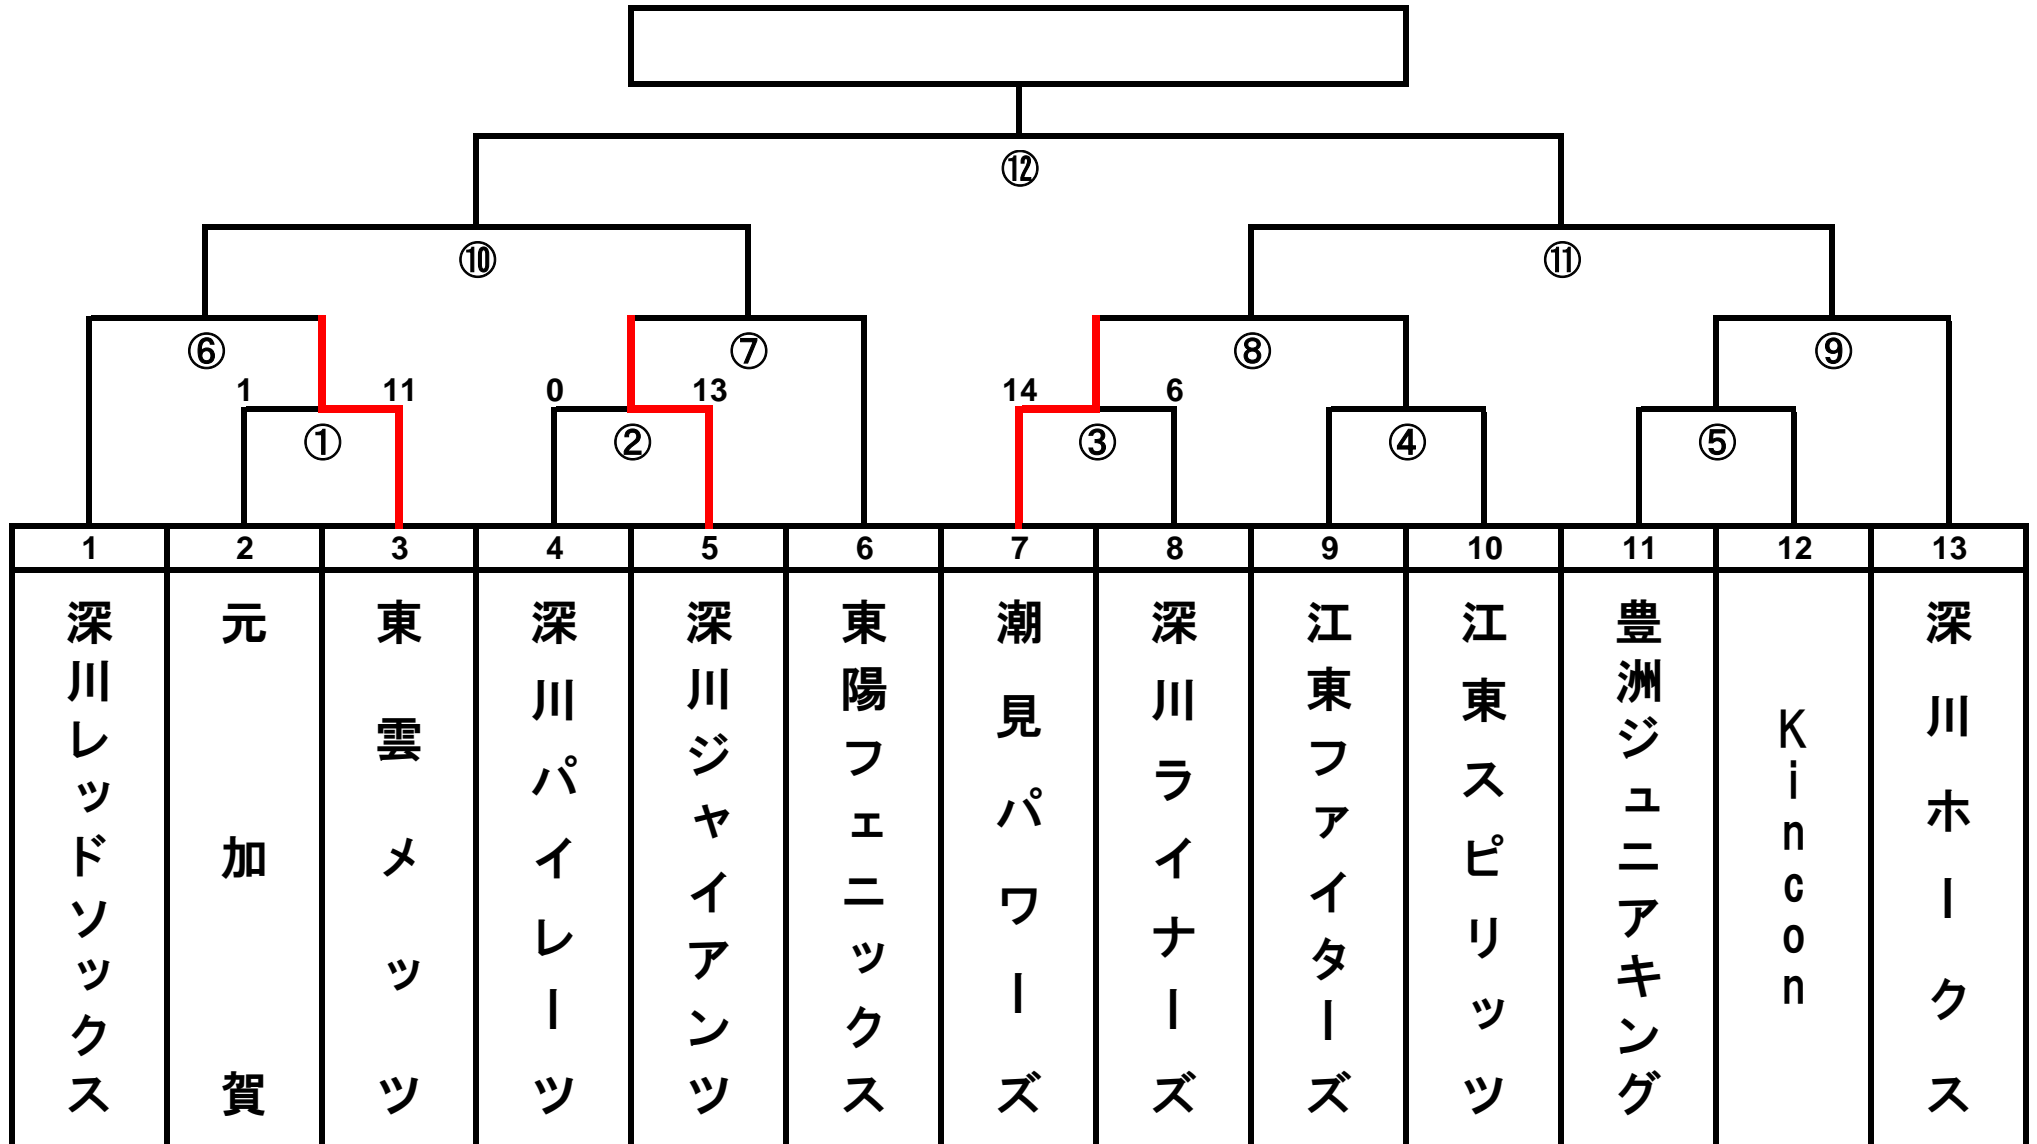 ⑫
⑩ ⑪
⑥ ⑦ ⑧ ⑨
1 11 0 13 14 6
① ② ③ ④ ⑤
1 2 3 4 5 6 7 8 9 10 11 12 13
深川レッドソックス
元加賀
東雲メッツ
深川パイレーツ
深川ジャイアンツ
東陽フェニックス
潮見パワーズ
深川ライナーズ
江東ファイターズ
江東スピリッツ
豊洲ジュニアキング
Kincon
深川ホークス